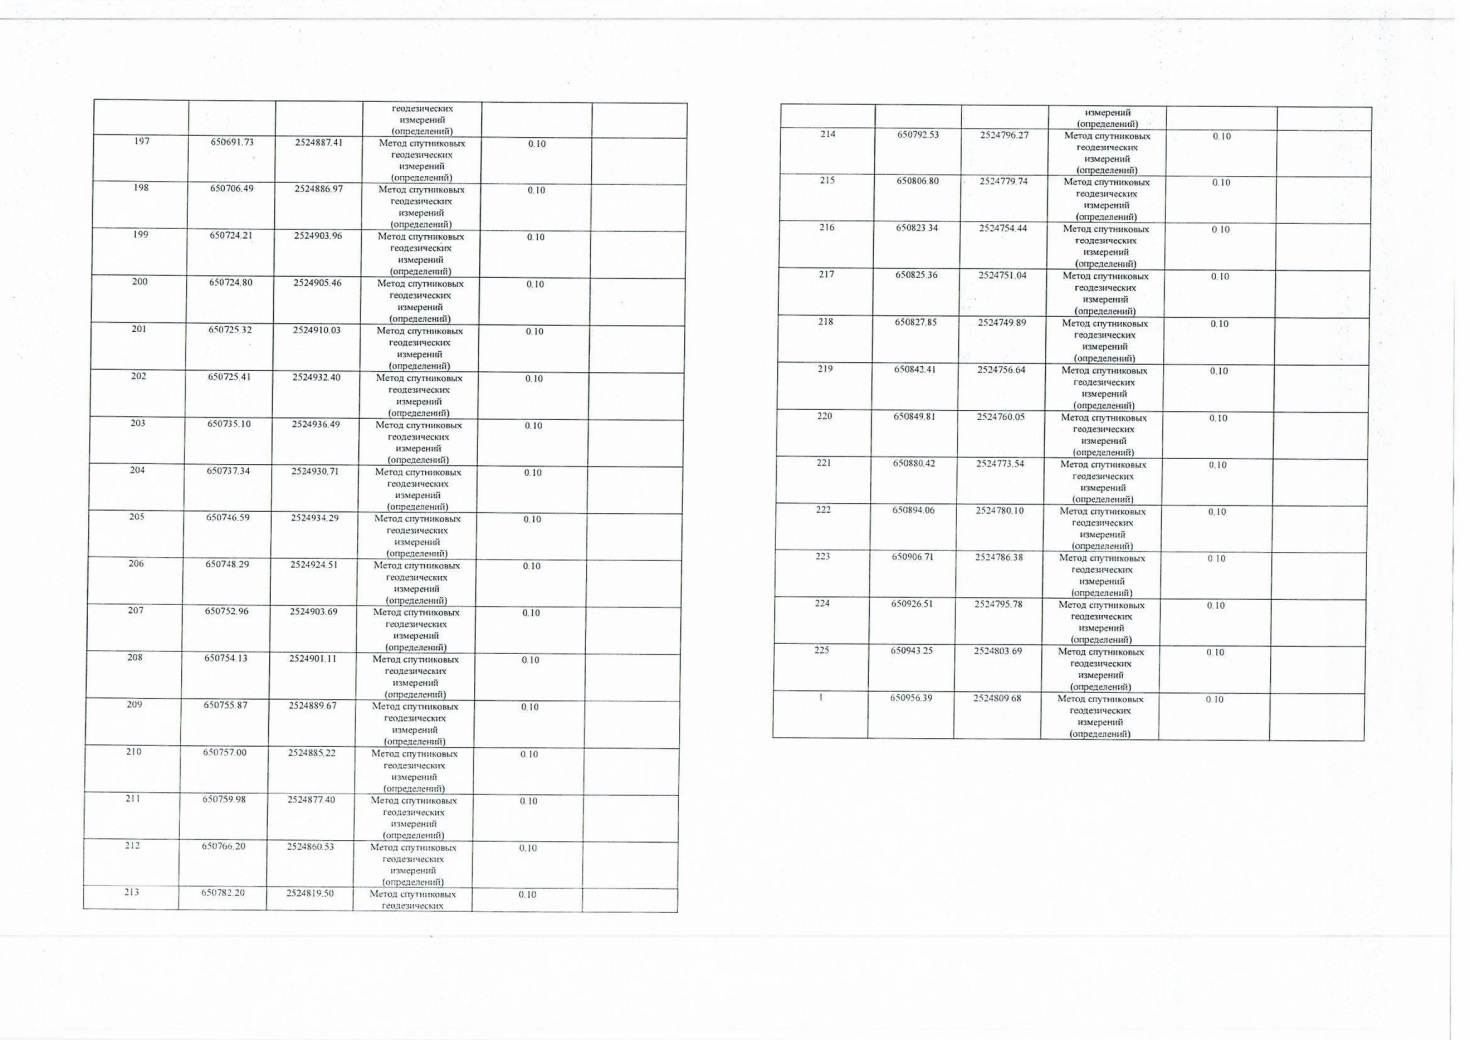 геодезических
измерений
(определений)
197 650691.73 2524887.41 Метод спутниковых 0.10
геодезических
измерений
(определений)
198 650706.49 2524886.97 Метод спутниковых 0.10
геодезических
измерений
(определений)
199 650724.21 2524903.96 Метод спутниковых 0.10
геодезических
измерений
(определений)
200 650724.80 2524905.46 Метод спутниковых 0.10
геодезических
измерений
(определений)
201 650725.32 2524910.03 Метод спутниковых 0.10
геодезических
измерений
(определений)
202 650725.41 2524932.40 Метод спутниковых 0.10
геодезических
измерений
(определений)
203 650735.10 2524936.49 Метод спутниковых 0.10
геодезических
измерений
(определений)
204 650737.34 2524930.71 Метод спутниковых 0.10
геодезических
измерений
(определений)
205 650746.59 2524934.29 Метод спутниковых 0.10
геодезических
измерений
(определений)
206 650748.29 2524924.51 Метод спутниковых 0.10
геодезических
измерений
(определений)
207 650752.96 2524903.69 Метод спутниковых 0.10
геодезических
измерений
(определений)
208 650754.13 2524901.11 Метод спутниковых 0.10
геодезических
измерений
(определений)
209 650755.87 2524889.67 Метод спутниковых 0.10
геодезических
измерений
(определений)
210 650757.00 2524885.22 Метод спутниковых 0.10
геодезических
измерений
(определений)
211 650759.98 2524877.40 Метод спутниковых 0.10
геодезических
измерений
(определений)
212 650766.20 2524860.53 Метод спутниковых 0.10
геодезических
измерений
(определений)
213 650782.20 2524819.50 Метод спутниковых 0.10
геодезических
измерений
(определений)
214 650792.53 2524796.27 Метод спутниковых 0.10
геодезических
измерений
(определений)
215 650806.80 2524779.74 Метод спутниковых 0.10
геодезических
измерений
(определений)
216 650823.34 2524754.44 Метод спутниковых 0.10
геодезических
измерений
(определений)
217 650825.36 2524751.04 Метод спутниковых 0.10
геодезических
измерений
(определений)
218 650827.85 2524749.89 Метод спутниковых 0.10
геодезических
измерений
(определений)
219 650842.41 2524756.64 Метод спутниковых 0.10
геодезических
измерений
(определений)
220 650849.81 2524760.05 Метод спутниковых 0.10
геодезических
измерений
(определений)
221 650880.42 2524773.54 Метод спутниковых 0.10
геодезических
измерений
(определений)
222 650894.06 2524780.10 Метод спутниковых 0.10
геодезических
измерений
(определений)
223 650906.71 2524786.38 Метод спутниковых 0.10
геодезических
измерений
(определений)
224 650926.51 2524795.78 Метод спутниковых 0.10
геодезических
измерений
(определений)
225 650943.25 2524803.69 Метод спутниковых 0.10
геодезических
измерений
(определений)
1 650956.39 2524809.68 Метод спутниковых 0.10
геодезических
измерений
(определений)